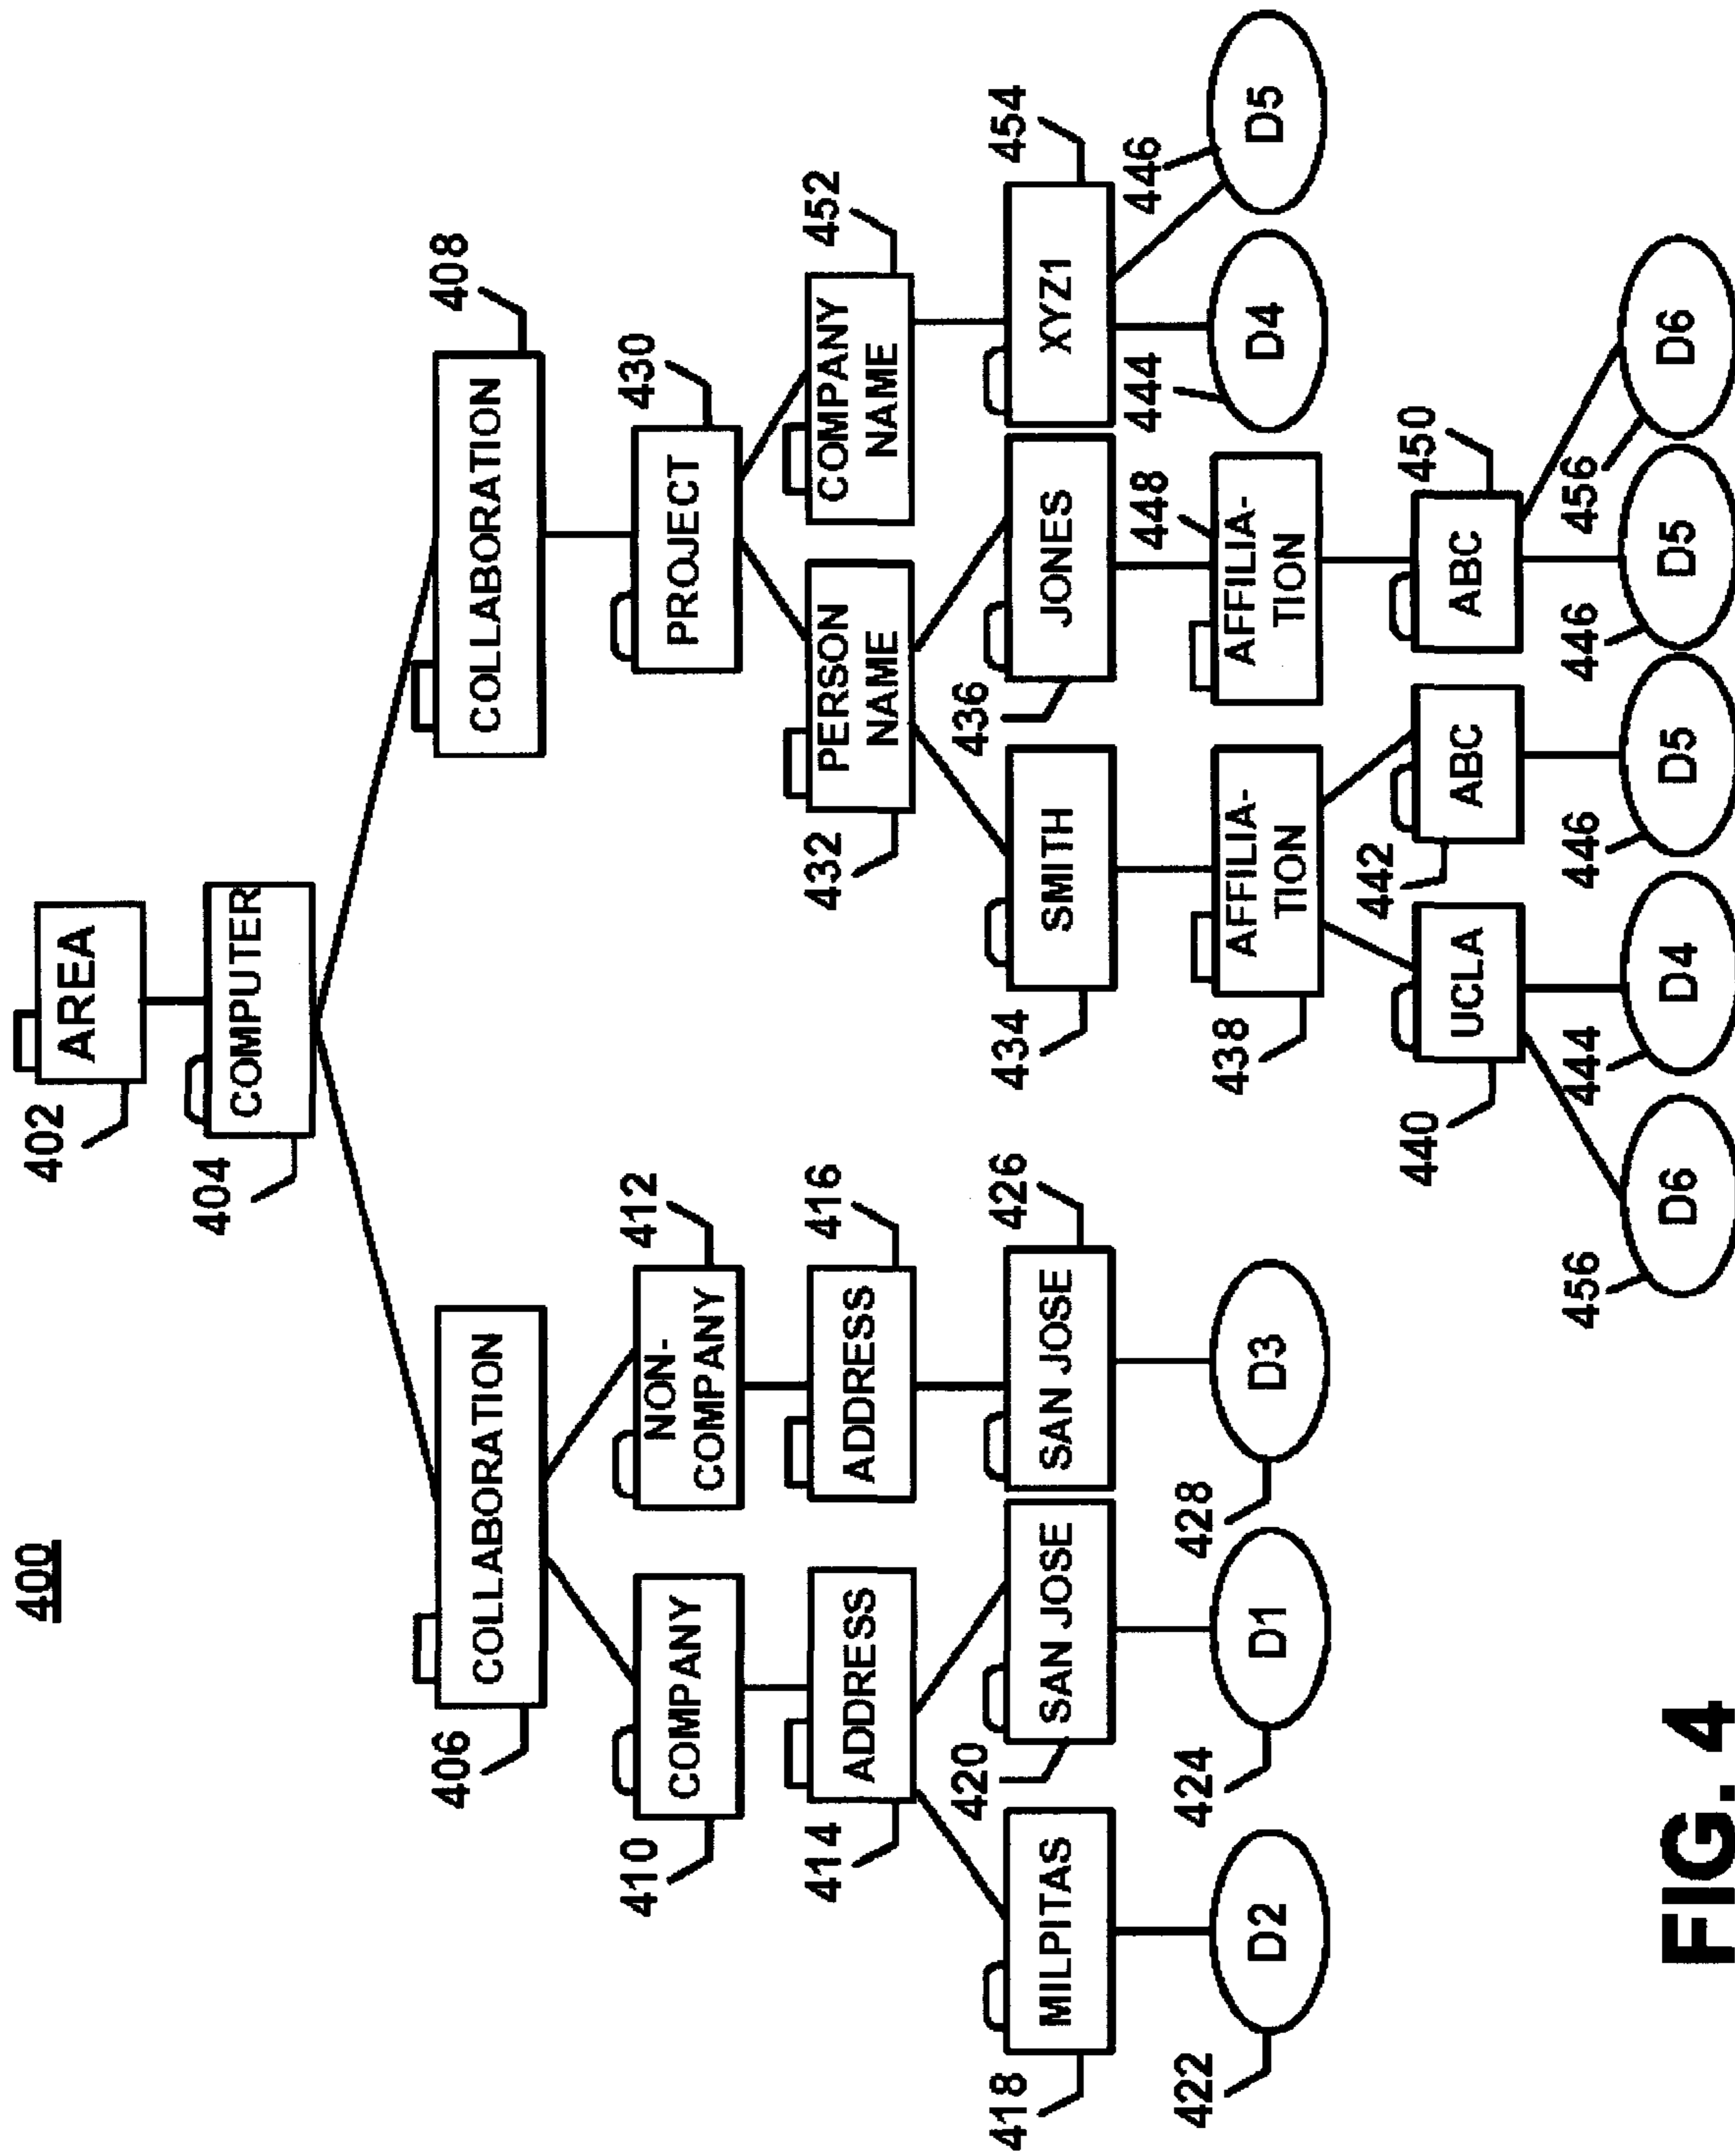 400
402
AREA
404
COMPUTER
406
COLLABORATION
COLLABORATION
408
410
COMPANY
NON-
COMPANY
412
PROJECT
430
414
ADDRESS
ADDRESS
416
432
PERSON
NAME
COMPANY
NAME
452
418
MILPITAS
420
SAN JOSE
SAN JOSE
426
434
SMITH
436
JONES
XYZ1
454
422
D2
424
D1
428
D3
438
AFFILIA-
TION
448
AFFILIA-
TION
444
D4
446
D5
440
UCLA
442
ABC
ABC
450
456
D6
444
D4
446
D5
446
D5
456
D6
FIG. 4